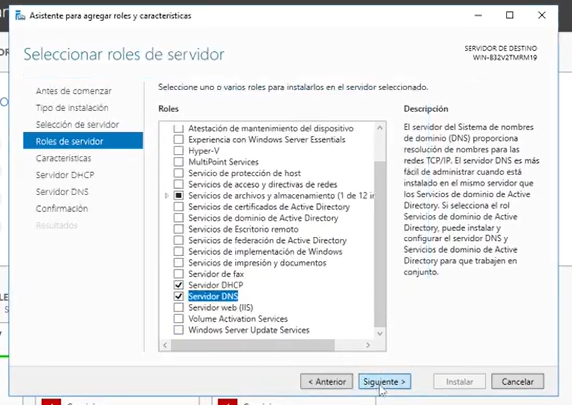 Asistente para agregar roles y características
Seleccionar roles de servidor
SERVIDOR DE DESTINO
WIN-832V2TMRM19
Antes de comenzar
Tipo de instalación
Selección de servidor
Roles de servidor
Características
Servidor DHCP
Servidor DNS
Confirmación
Resultados
Seleccione uno o varios roles para instalarlos en el servidor seleccionado.
Roles
Atestación de mantenimiento del dispositivo
Experiencia con Windows Server Essentials
Hyper-V
MultiPoint Services
Servicio de protección de host
Servicios de acceso y directivas de redes
Servicios de archivos y almacenamiento (1 de 12 in
Servicios de certificados de Active Directory
Servicios de dominio de Active Directory
Servicios de Escritorio remoto
Servicios de federación de Active Directory
Servicios de implementación de Windows
Servicios de impresión y documentos
Servidor de fax
Servidor DHCP
Servidor DNS
Servidor web (IIS)
Volume Activation Services
Windows Server Update Services
Descripción
El servidor del Sistema de nombres
de dominio (DNS) proporciona
resolución de nombres para las
redes TCP/IP. El servidor DNS es más
fácil de administrar cuando está
instalado en el mismo servidor que
los Servicios de dominio de Active
Directory. Si selecciona el rol
Servicios de dominio de Active
Directory, puede instalar y
configurar el servidor DNS y
Servicios de dominio de Active
Directory para que trabajen en
conjunto.
< Anterior
Siguiente >
Instalar
Cancelar